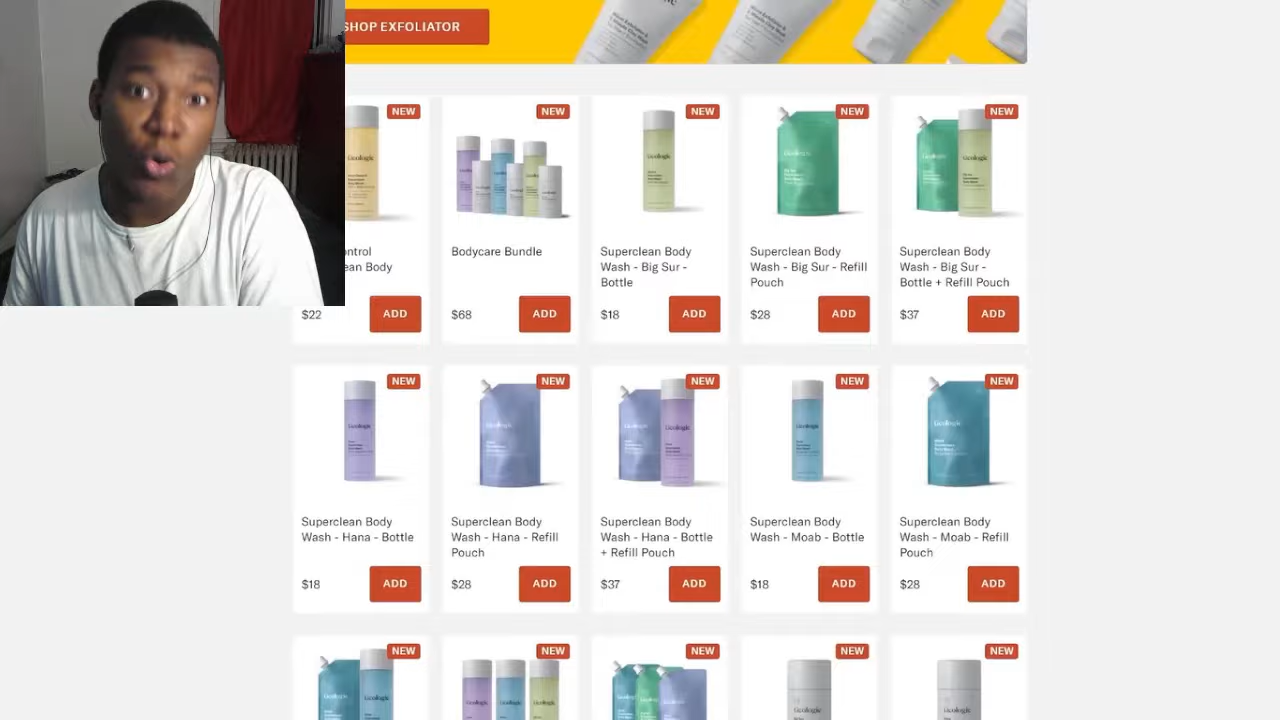 SHOP EXFOLIATOR
NEW
NEW
NEW
NEW
NEW
ontrol
ean Body
Bodycare Bundle
Superclean Body
Wash - Big Sur -
Bottle
Superclean Body
Wash - Big Sur - Refill
Pouch
Superclean Body
Wash - Big Sur -
Bottle + Refill Pouch
$22
ADD
$68
ADD
$18
ADD
$28
ADD
$37
ADD
NEW
NEW
NEW
NEW
NEW
Superclean Body
Wash - Hana - Bottle
Superclean Body
Wash - Hana - Refill
Pouch
Superclean Body
Wash - Hana - Bottle
+ Refill Pouch
Superclean Body
Wash - Moab - Bottle
Superclean Body
Wash - Moab - Refill
Pouch
$18
ADD
$28
ADD
$37
ADD
$18
ADD
$28
ADD
NEW
NEW
NEW
NEW
NEW